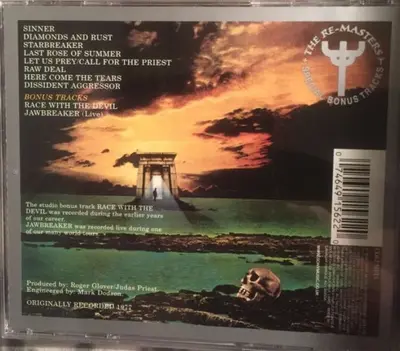 SINNER
DIAMONDS AND RUST
STARBREAKER
LAST ROSE OF SUMMER
LET US PREY/CALL FOR THE PRIEST
RAW DEAL
HERE COME THE TEARS
DISSIDENT AGGRESSOR
BONUS TRACKS
RACE WITH THE DEVIL
JAWBREAKER (Live)
THE RE-MASTERS
BONUS TRACKS
The studio bonus track RACE WITH THE
DEVIL was recorded during the earlier years
of our career.
JAWBREAKER was recorded live during one
of our many world tours
Produced by: Roger Glover/Judas Priest
Engineered by: Mark Dodson
ORIGINALLY RECORDED 1977